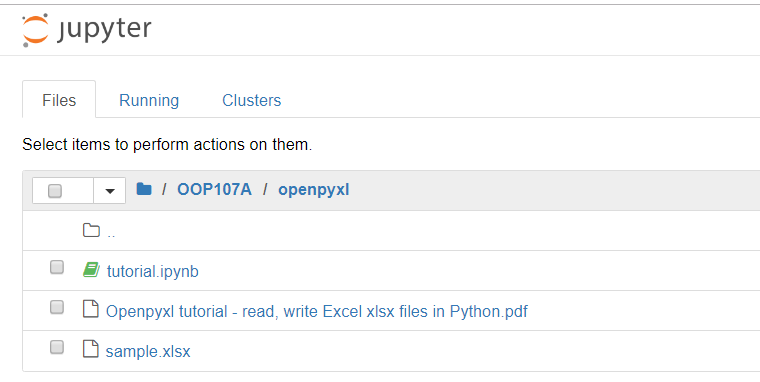 jupyter
Files Running Clusters
Select items to perform actions on them.
/ OOP107A / openpyxl
..
tutorial.ipynb
Openpyxl tutorial - read, write Excel xlsx files in Python.pdf
sample.xlsx